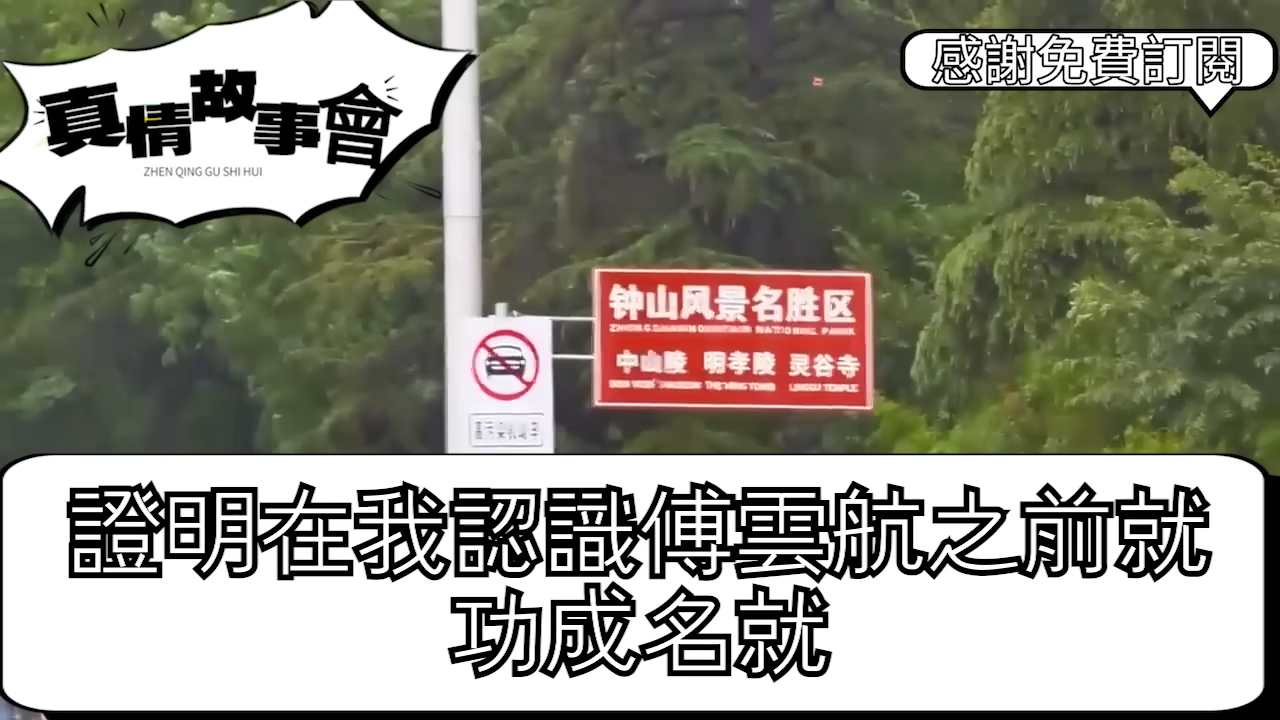 真情故事會
ZHEN QING GU SHI HUI
感謝免費訂閱
钟山风景名胜区
中山陵 明孝陵 灵谷寺
證明在我認識傅雲航之前就
功成名就